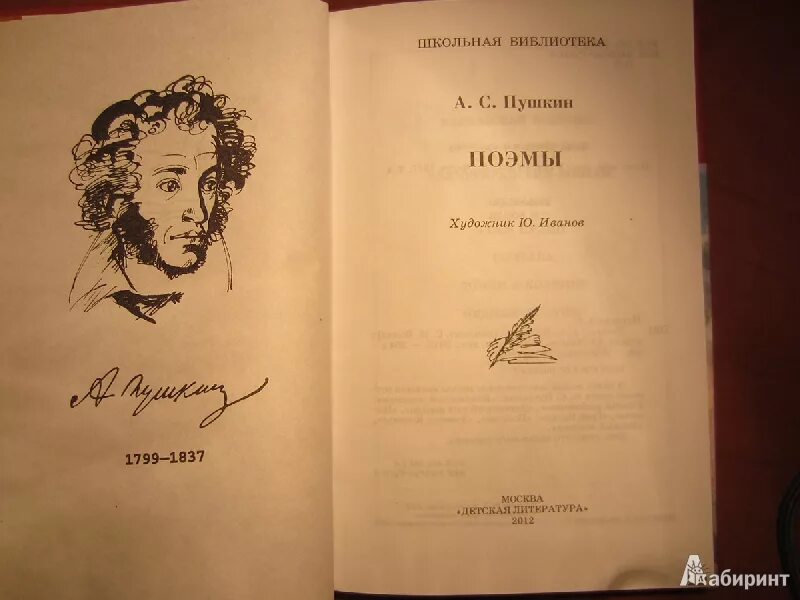 А Пушкин
1799—1837
ШКОЛЬНАЯ БИБЛИОТЕКА
А. С. Пушкин
ПОЭМЫ
Художник Ю. Иванов
МОСКВА
«ДЕТСКАЯ ЛИТЕРАТУРА»
2012
Лабиринт